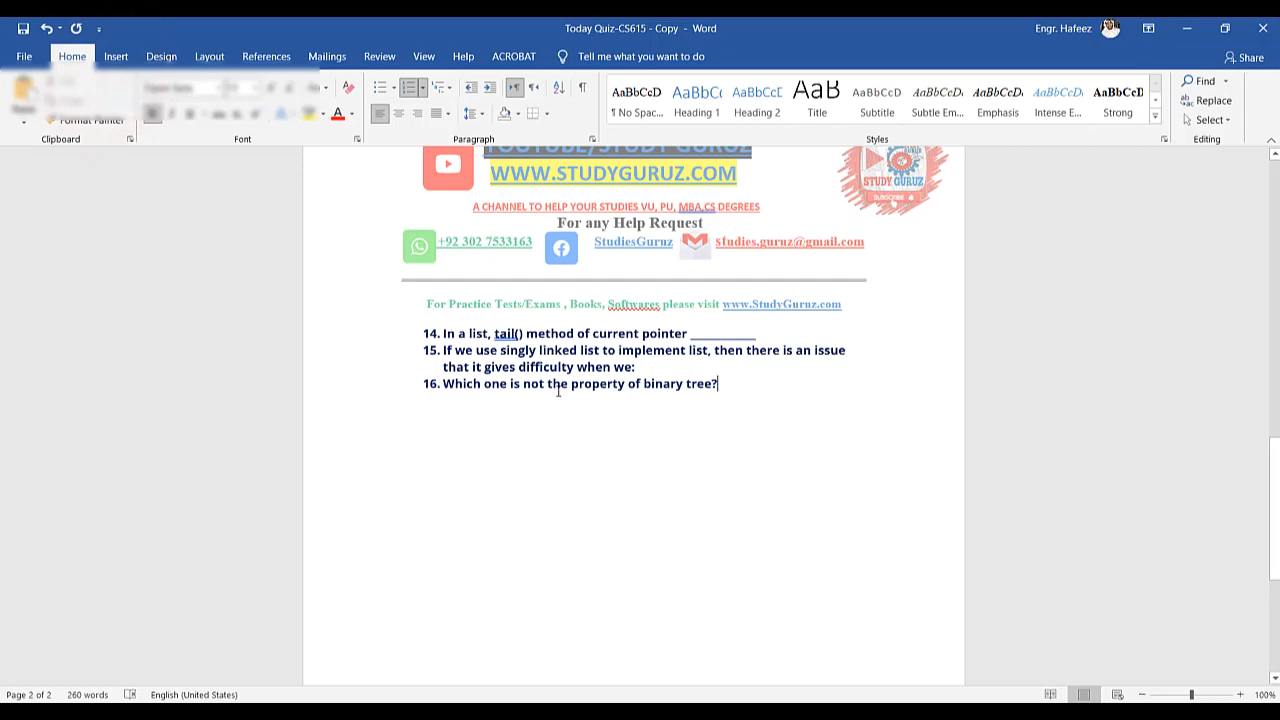 Today Quiz-CS615 - Copy - Word
Engr. Hafeez
File Home Insert Design Layout References Mailings Review View Help ACROBAT Tell me what you want to do Share
AaBbCcD AaBbC( AaBbCcC AaB AaBbCcD AaBbCcD. AaBbCcD. AaBbCcD. AaBbCcD
¶ No Spac... Heading 1 Heading 2 Title Subtitle Subtle Em... Emphasis Intense E... Strong
Find
Replace
Select
Format Painter
Clipboard Font Paragraph Styles Editing
YOUTUBE/STUDY GURUZ
WWW.STUDYGURUZ.COM
STUDY GURUZ
SUBSCRIBE
A CHANNEL TO HELP YOUR STUDIES VU, PU, MBA,CS DEGREES
For any Help Request
+92 302 7533163 StudiesGuruz Studies.guruz@gmail.com
For Practice Tests/Exams , Books, Softwares please visit www.StudyGuruz.com
14. In a list, tail() method of current pointer __________
15. If we use singly linked list to implement list, then there is an issue
that it gives difficulty when we:
16. Which one is not the property of binary tree?
Page 2 of 2 260 words English (United States) 100%